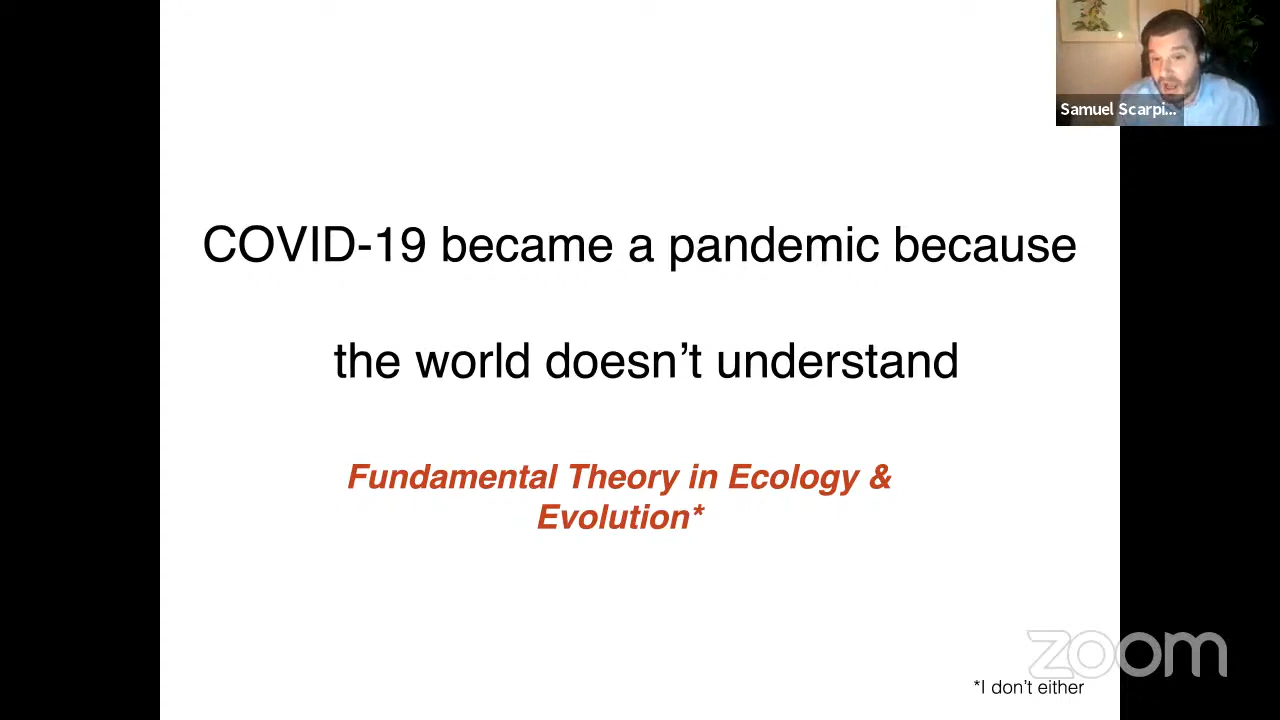 Samuel Scarpi...
COVID-19 became a pandemic because
the world doesn’t understand
Fundamental Theory in Ecology &
Evolution*
zoom
*I don’t either